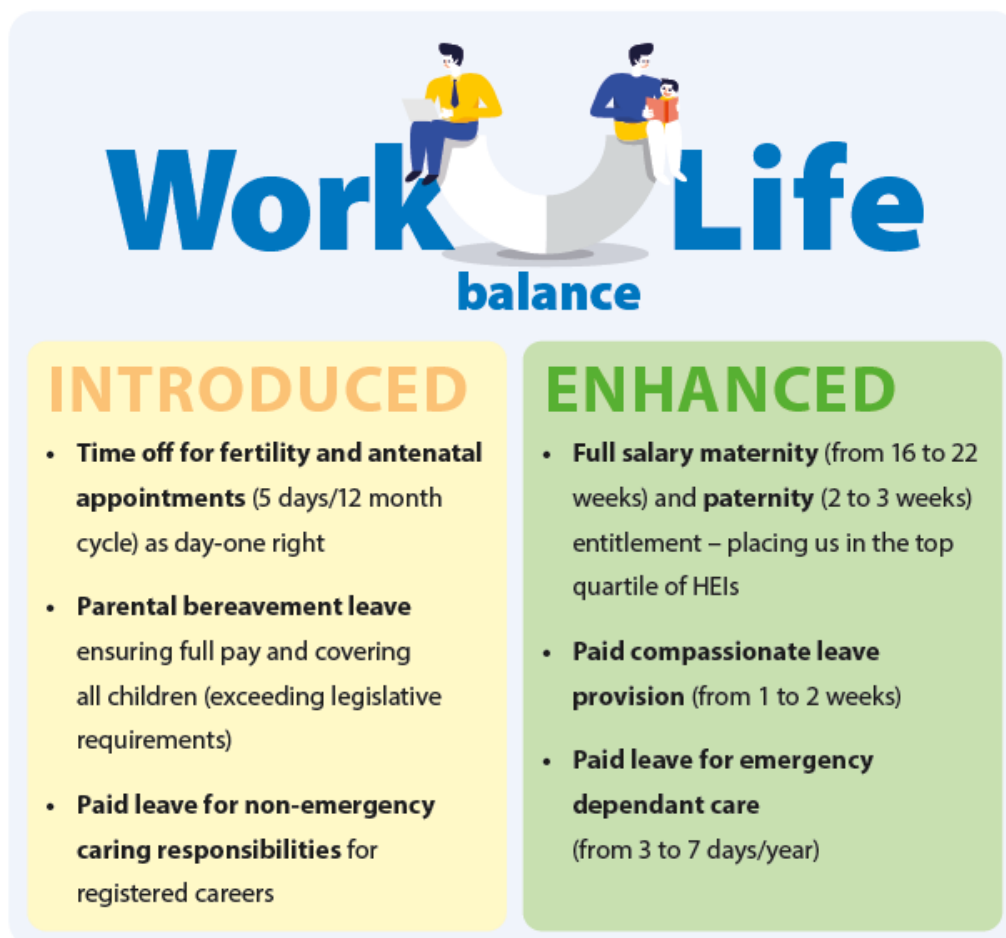 Work Life
balance
INTRODUCED
• Time off for fertility and antenatal
appointments (5 days/12 month
cycle) as day-one right
• Parental bereavement leave
ensuring full pay and covering
all children (exceeding legislative
requirements)
• Paid leave for non-emergency
caring responsibilities for
registered careers
ENHANCED
• Full salary maternity (from 16 to 22
weeks) and paternity (2 to 3 weeks)
entitlement – placing us in the top
quartile of HEIs
• Paid compassionate leave
provision (from 1 to 2 weeks)
• Paid leave for emergency
dependant care
(from 3 to 7 days/year)